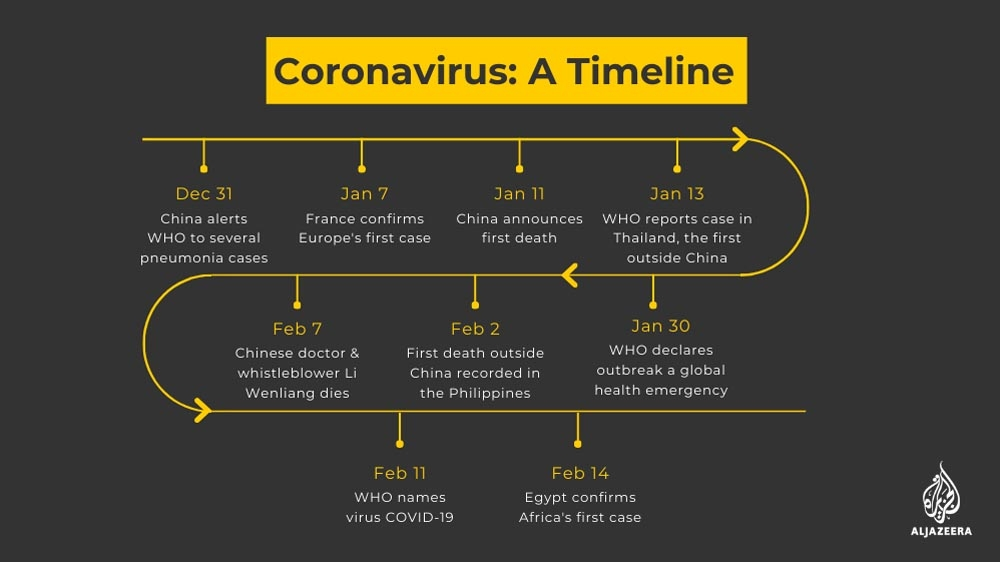 Coronavirus: A Timeline
Dec 31
China alerts
WHO to several
pneumonia cases
Jan 7
France confirms
Europe's first case
Jan 11
China announces
first death
Jan 13
WHO reports case in
Thailand, the first
outside China
Jan 30
WHO declares
outbreak a global
health emergency
Feb 2
First death outside
China recorded in
the Philippines
Feb 7
Chinese doctor &
whistleblower Li
Wenliang dies
Feb 11
WHO names
virus COVID-19
Feb 14
Egypt confirms
Africa's first case
ALJAZEERA